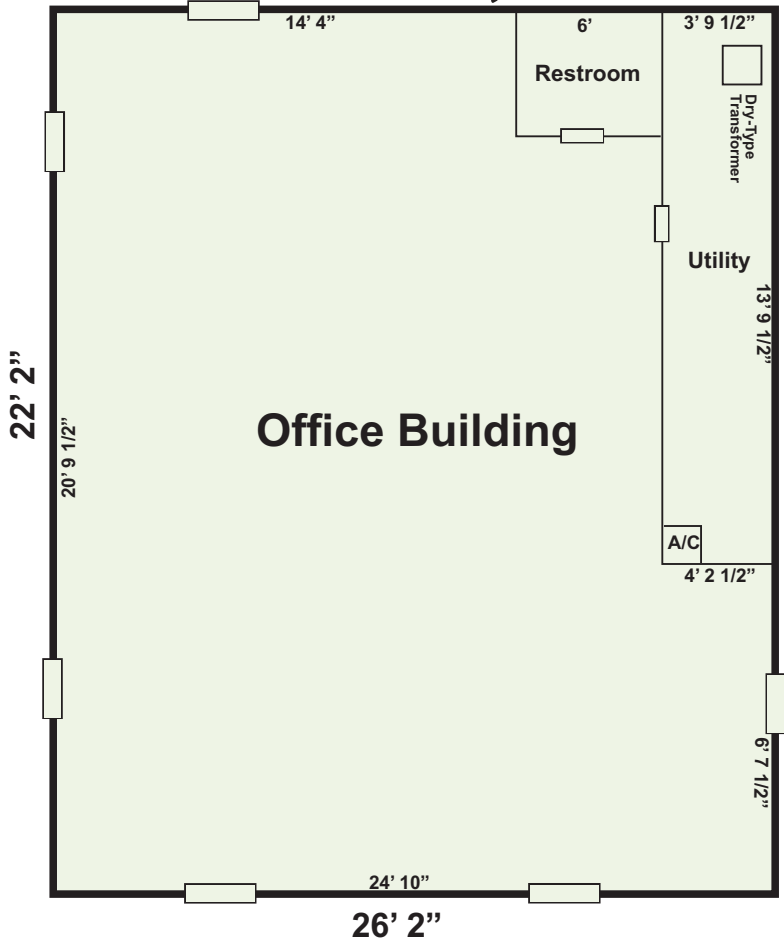 14’ 4”
6’
3’ 9 1/2”
Restroom
Dry-Type
Transformer
Utility
13’ 9 1/2”
22’ 2”
20’ 9 1/2”
Office Building
A/C
4’ 2 1/2”
6’ 7 1/2”
24’ 10”
26’ 2”